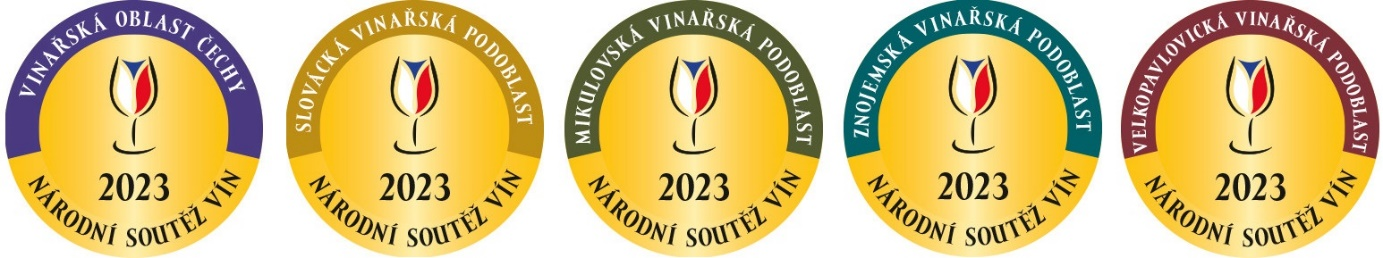 VINAŘSKÁ OBLAST ČECHY
2023
NÁRODNÍ SOUTĚŽ VÍN
SLOVÁCKÁ VINAŘSKÁ PODOBLAST
2023
NÁRODNÍ SOUTĚŽ VÍN
MIKULOVSKÁ VINAŘSKÁ PODOBLAST
2023
NÁRODNÍ SOUTĚŽ VÍN
ZNOJEMSKÁ VINAŘSKÁ PODOBLAST
2023
NÁRODNÍ SOUTĚŽ VÍN
VELKOPAVLOVICKÁ VINAŘSKÁ PODOBLAST
2023
NÁRODNÍ SOUTĚŽ VÍN